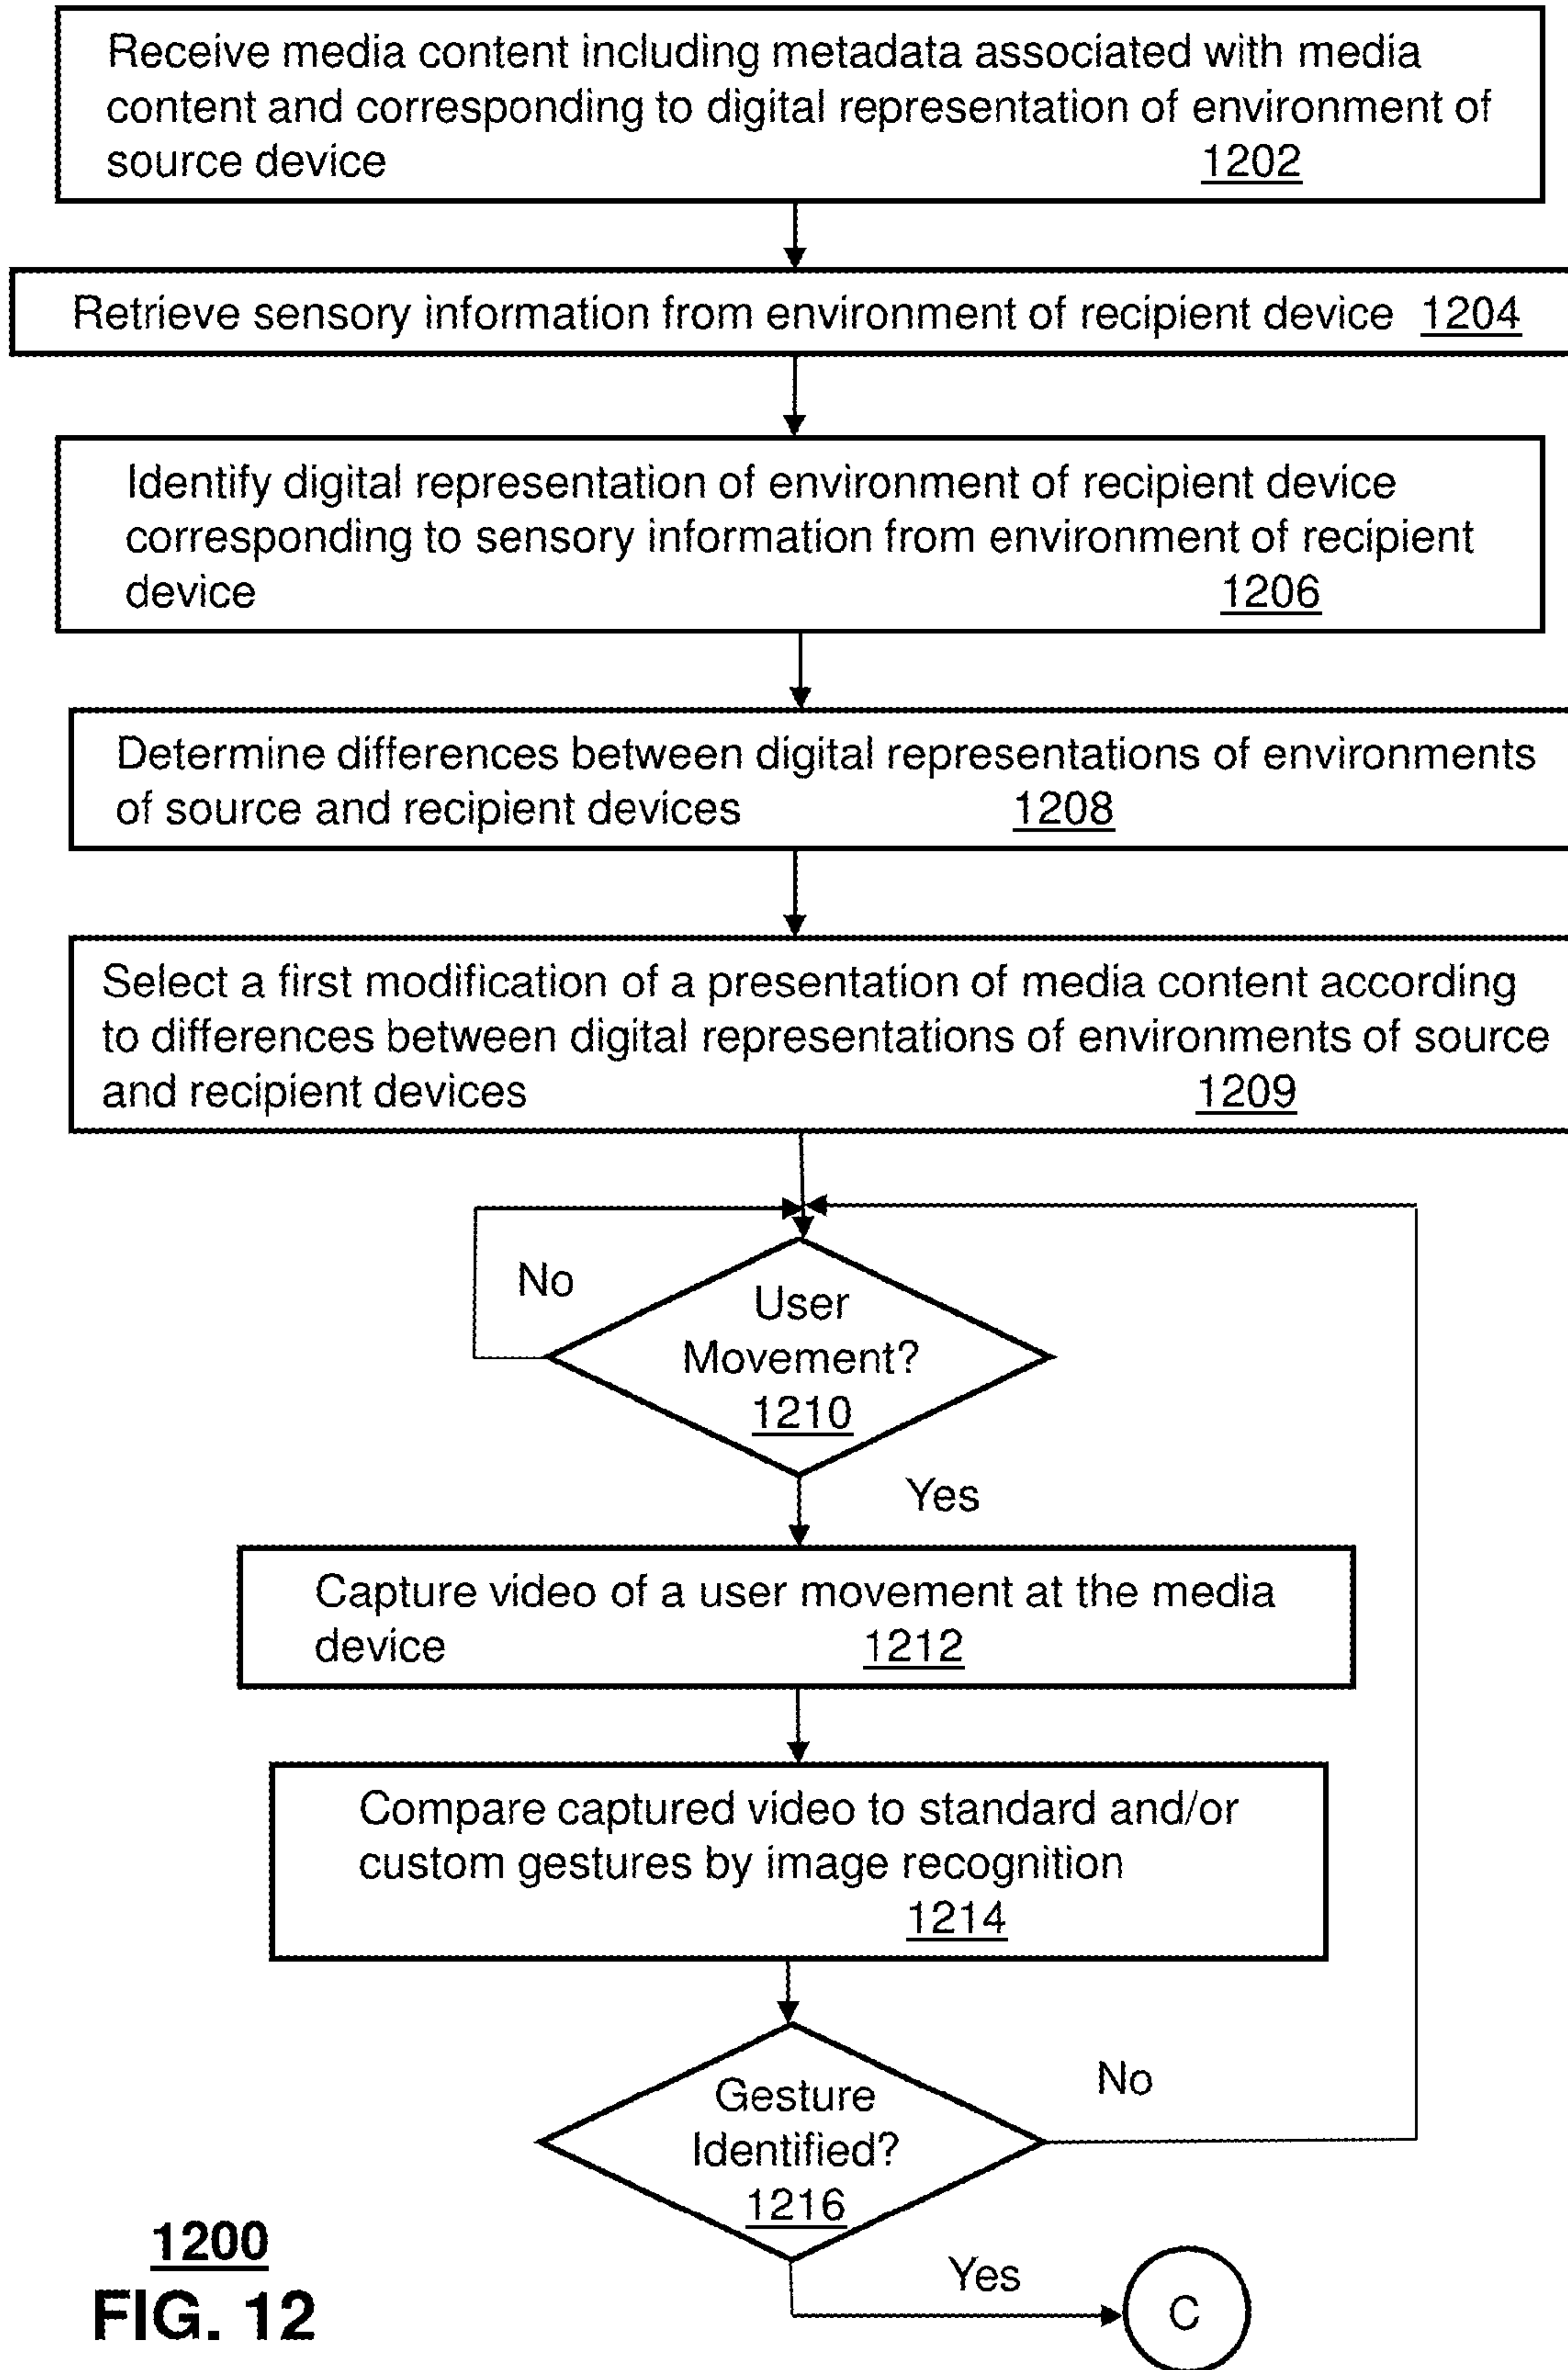 Receive media content including metadata associated with media
content and corresponding to digital representation of environment of
source device 1202
Retrieve sensory information from environment of recipient device 1204
Identify digital representation of environment of recipient device
corresponding to sensory information from environment of recipient
device 1206
Determine differences between digital representations of environments
of source and recipient devices 1208
Select a first modification of a presentation of media content according
to differences between digital representations of environments of source
and recipient devices 1209
No
User
Movement?
1210
Yes
Capture video of a user movement at the media
device 1212
Compare captured video to standard and/or
custom gestures by image recognition
1214
No
Gesture
Identified?
1216
Yes
C
1200
FIG. 12